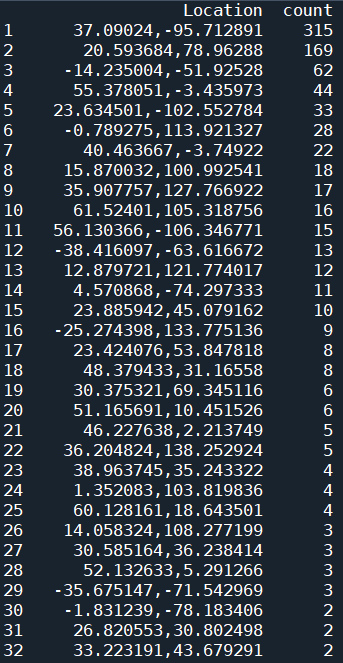 Location count
1 37.09024,-95.712891 315
2 20.593684,78.96288 169
3 -14.235004,-51.92528 62
4 55.378051,-3.435973 44
5 23.634501,-102.552784 33
6 -0.789275,113.921327 28
7 40.463667,-3.74922 22
8 15.870032,100.992541 18
9 35.907757,127.766922 17
10 61.52401,105.318756 16
11 56.130366,-106.346771 15
12 -38.416097,-63.616672 13
13 12.879721,121.774017 12
14 4.570868,-74.297333 11
15 23.885942,45.079162 10
16 -25.274398,133.775136 9
17 23.424076,53.847818 8
18 48.379433,31.16558 8
19 30.375321,69.345116 6
20 51.165691,10.451526 6
21 46.227638,2.213749 5
22 36.204824,138.252924 5
23 38.963745,35.243322 4
24 1.352083,103.819836 4
25 60.128161,18.643501 4
26 14.058324,108.277199 3
27 30.585164,36.238414 3
28 52.132633,5.291266 3
29 -35.675147,-71.542969 3
30 -1.831239,-78.183406 2
31 26.820553,30.802498 2
32 33.223191,43.679291 2